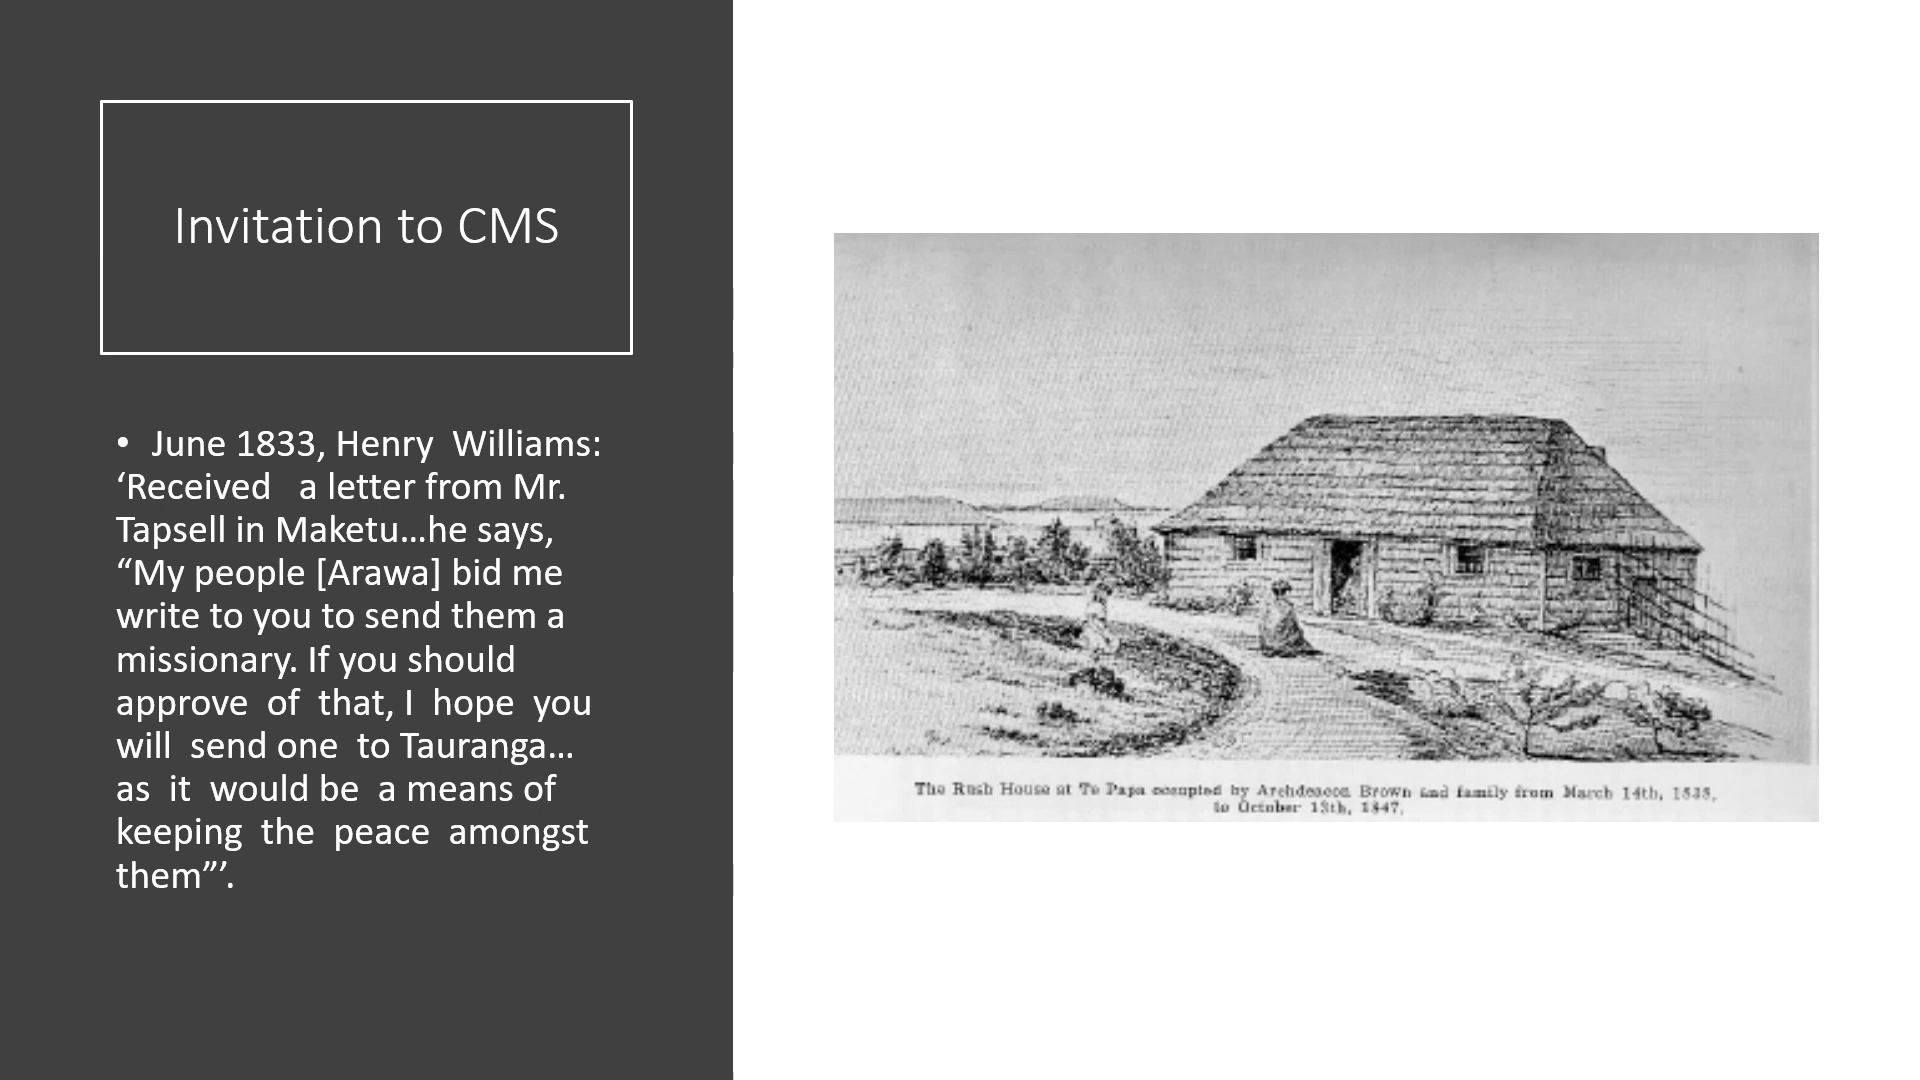 Invitation to CMS
• June 1833, Henry Williams:
‘Received a letter from Mr.
Tapsell in Maketu…he says,
“My people [Arawa] bid me
write to you to send them a
missionary. If you should
approve of that, I hope you
will send one to Tauranga…
as it would be a means of
keeping the peace amongst
them”’.
The Rush House at Te Papa occupied by Archdeacon Brown and family from March 14th, 1838,
to October 13th, 1847.